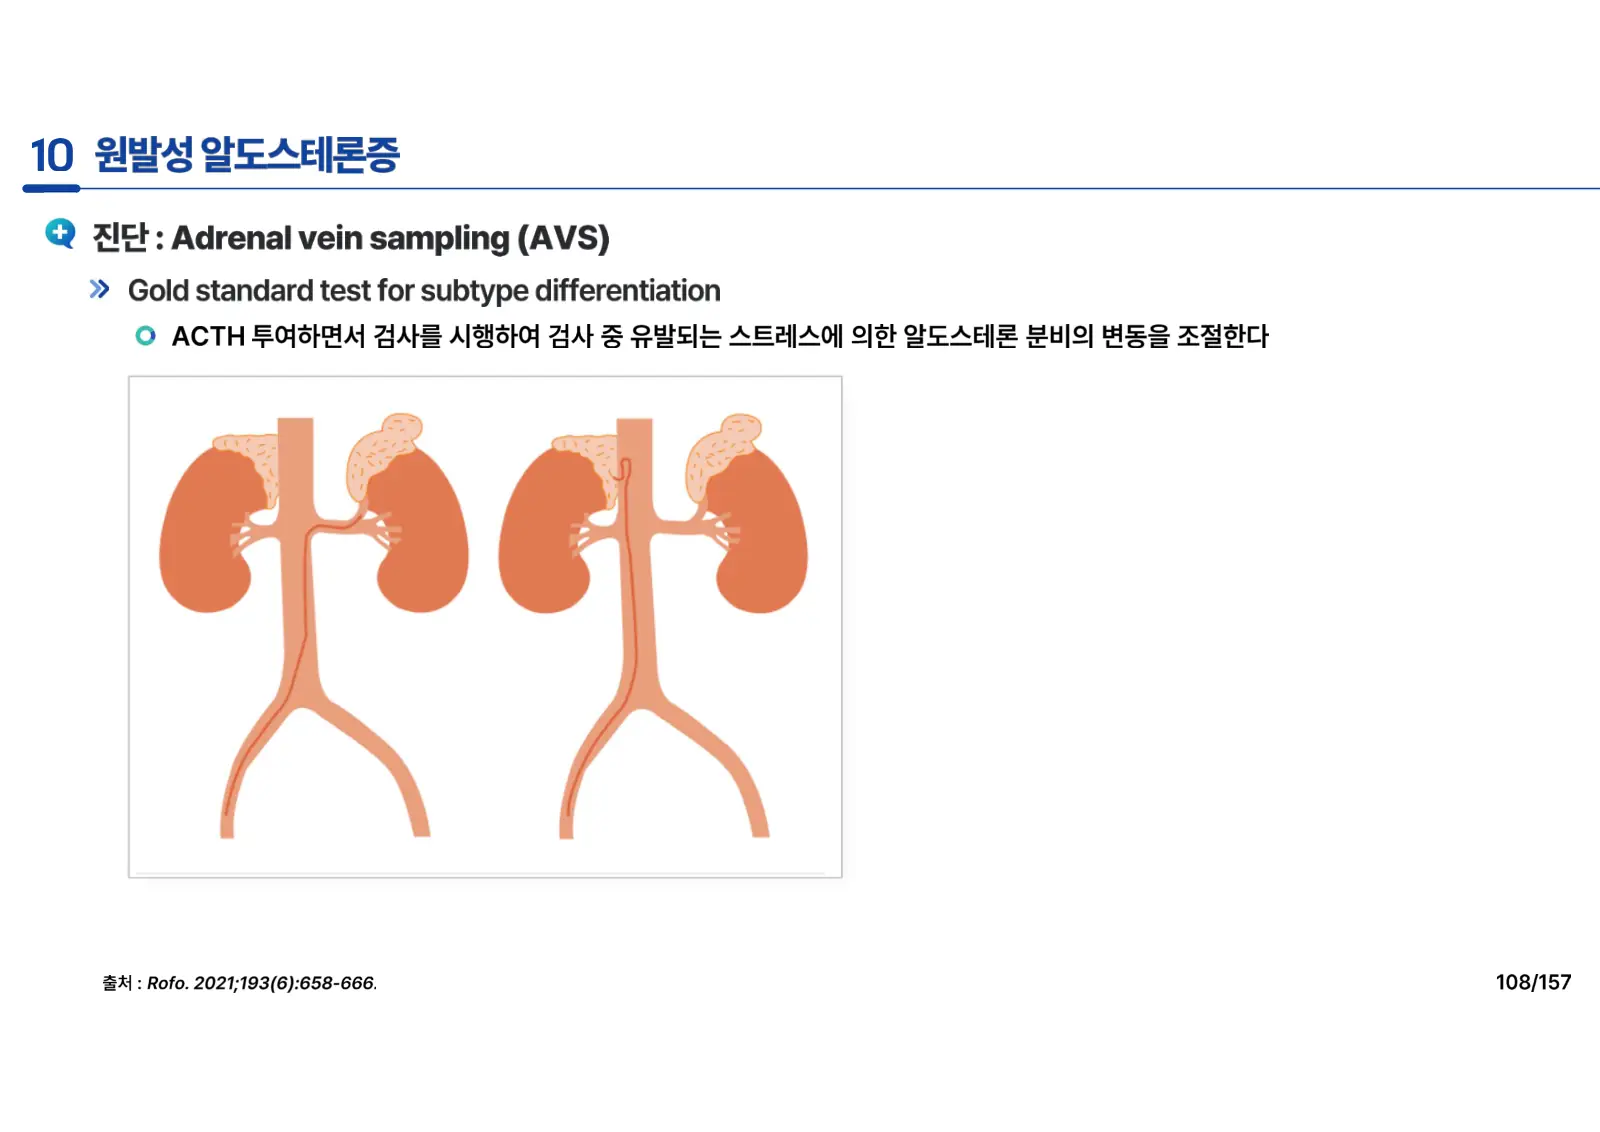 10 원발성 알도스테론증
진단 : Adrenal vein sampling (AVS)
Gold standard test for subtype differentiation
ACTH 투여하면서 검사를 시행하여 검사 중 유발되는 스트레스에 의한 알도스테론 분비의 변동을 조절한다
출처 : Rofo. 2021;193(6):658-666.
108/157